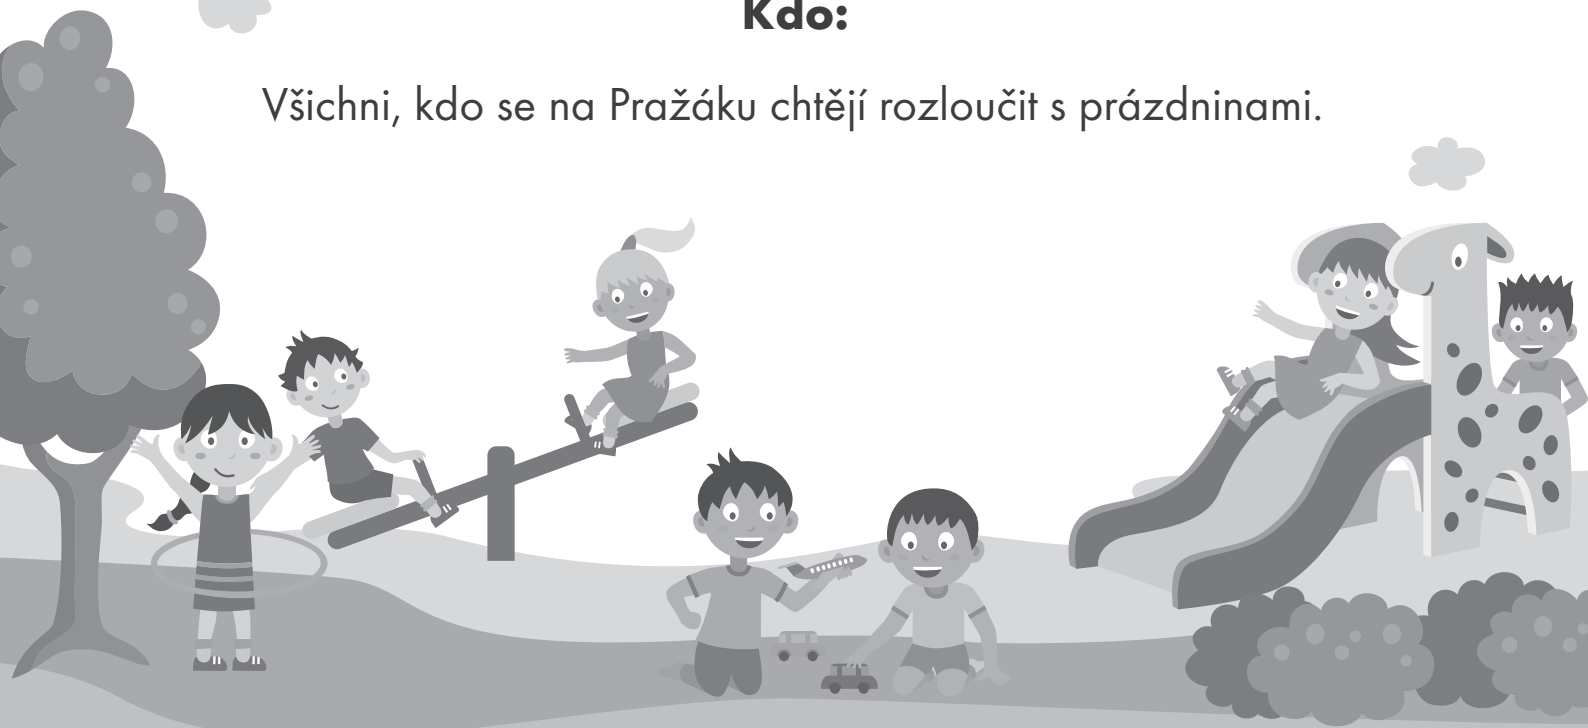 Kdo:
Všichni, kdo se na Pražáku chtějí rozloučit s prázdninami.